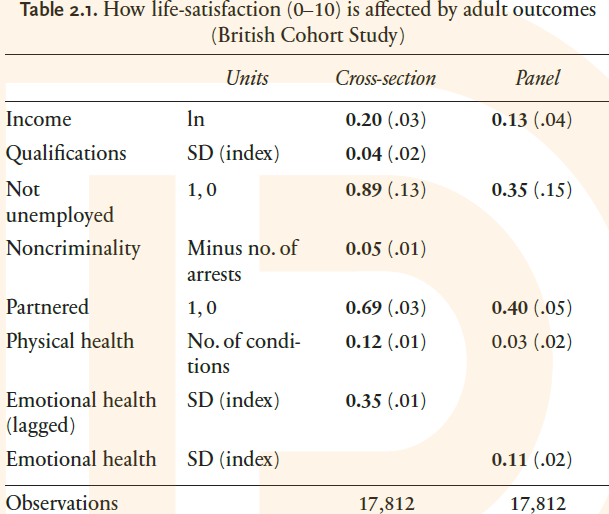 Table 2.1. How life-satisfaction (0–10) is affected by adult outcomes
(British Cohort Study)
Units Cross-section Panel
Income ln 0.20 (.03) 0.13 (.04)
Qualifications SD (index) 0.04 (.02)
Not 1, 0 0.89 (.13) 0.35 (.15)
unemployed
Noncriminality Minus no. of 0.05 (.01)
arrests
Partnered 1, 0 0.69 (.03) 0.40 (.05)
Physical health No. of condi- 0.12 (.01) 0.03 (.02)
tions
Emotional health SD (index) 0.35 (.01)
(lagged)
Emotional health SD (index) 0.11 (.02)
Observations 17,812 17,812